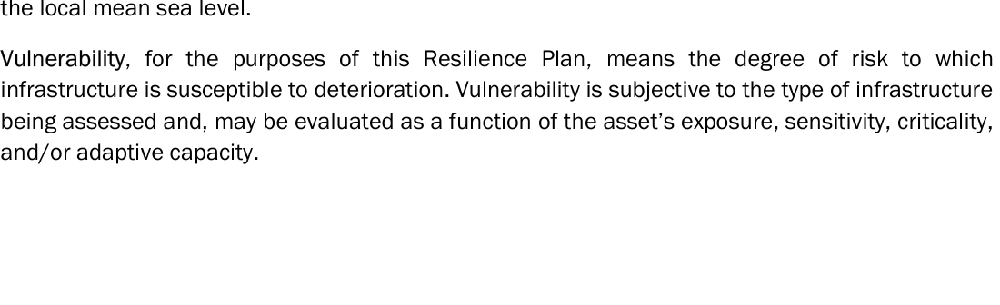 the local mean sea level.
Vulnerability, for the purposes of this Resilience Plan, means the degree of risk to which
infrastructure is susceptible to deterioration. Vulnerability is subjective to the type of infrastructure
being assessed and, may be evaluated as a function of the asset’s exposure, sensitivity, criticality,
and/or adaptive capacity.